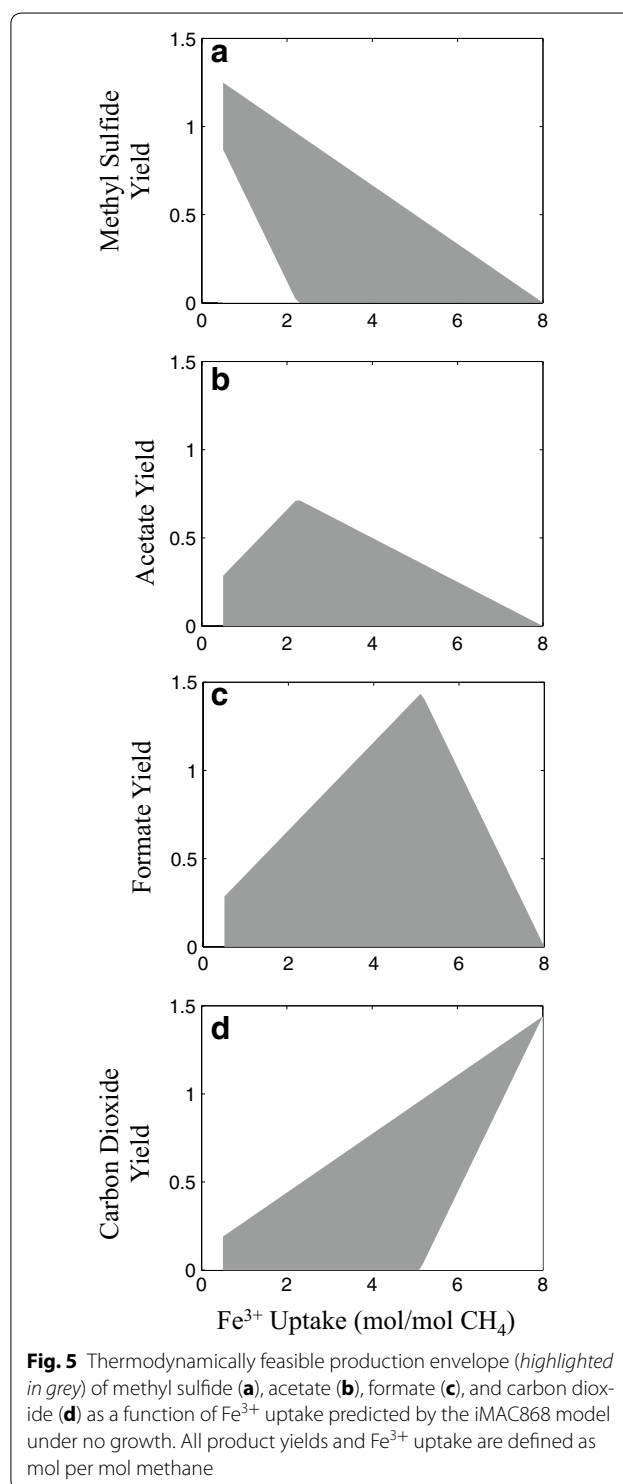 1.5
a
Methyl Sulfide
Yield
1
0.5
0
0 2 4 6 8
1.5
b
Acetate Yield
1
0.5
0
0 2 4 6 8
1.5
c
Formate Yield
1
0.5
0
0 2 4 6 8
1.5
d
Carbon Dioxide
Yield
1
0.5
0
0 2 4 6 8
Fe³⁺ Uptake (mol/mol CH₄)
Fig. 5 Thermodynamically feasible production envelope (highlighted
in grey) of methyl sulfide (a), acetate (b), formate (c), and carbon diox-
ide (d) as a function of Fe³⁺ uptake predicted by the iMAC868 model
under no growth. All product yields and Fe³⁺ uptake are defined as
mol per mol methane